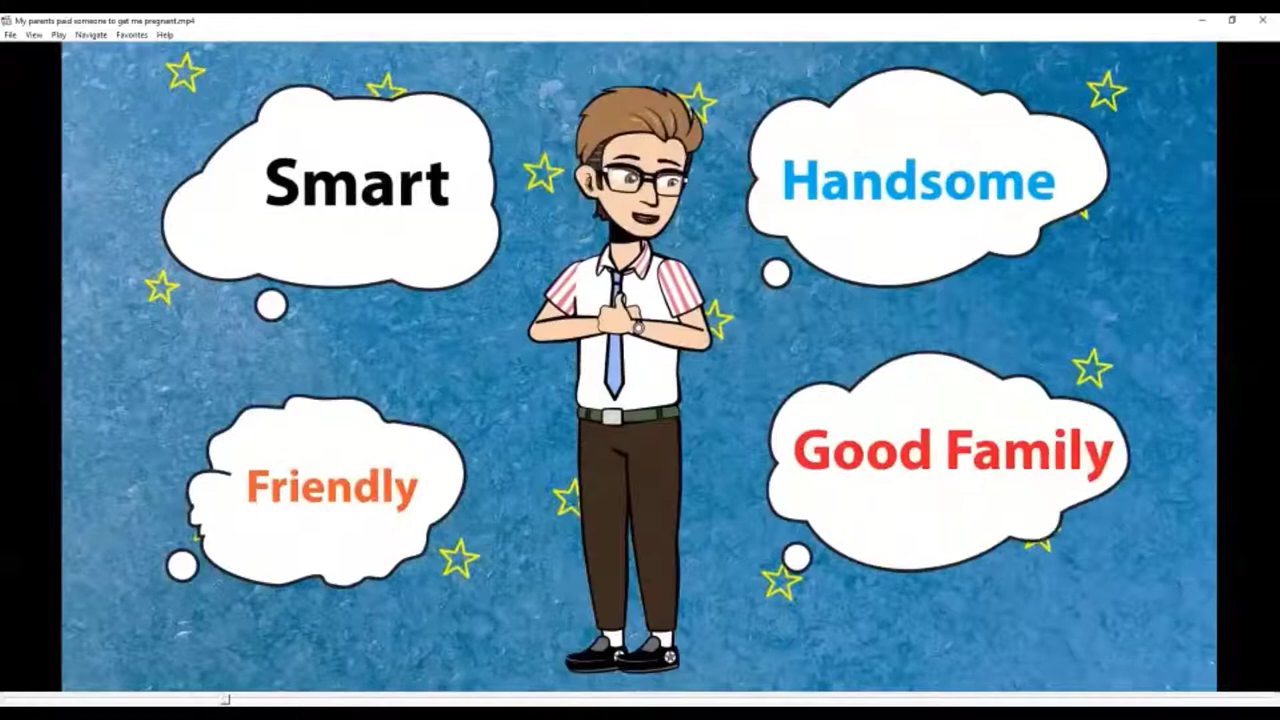 My parents paid someone to get me pregnant.mp4
File View Play Navigate Favorites Help
Smart
Handsome
Friendly
Good Family